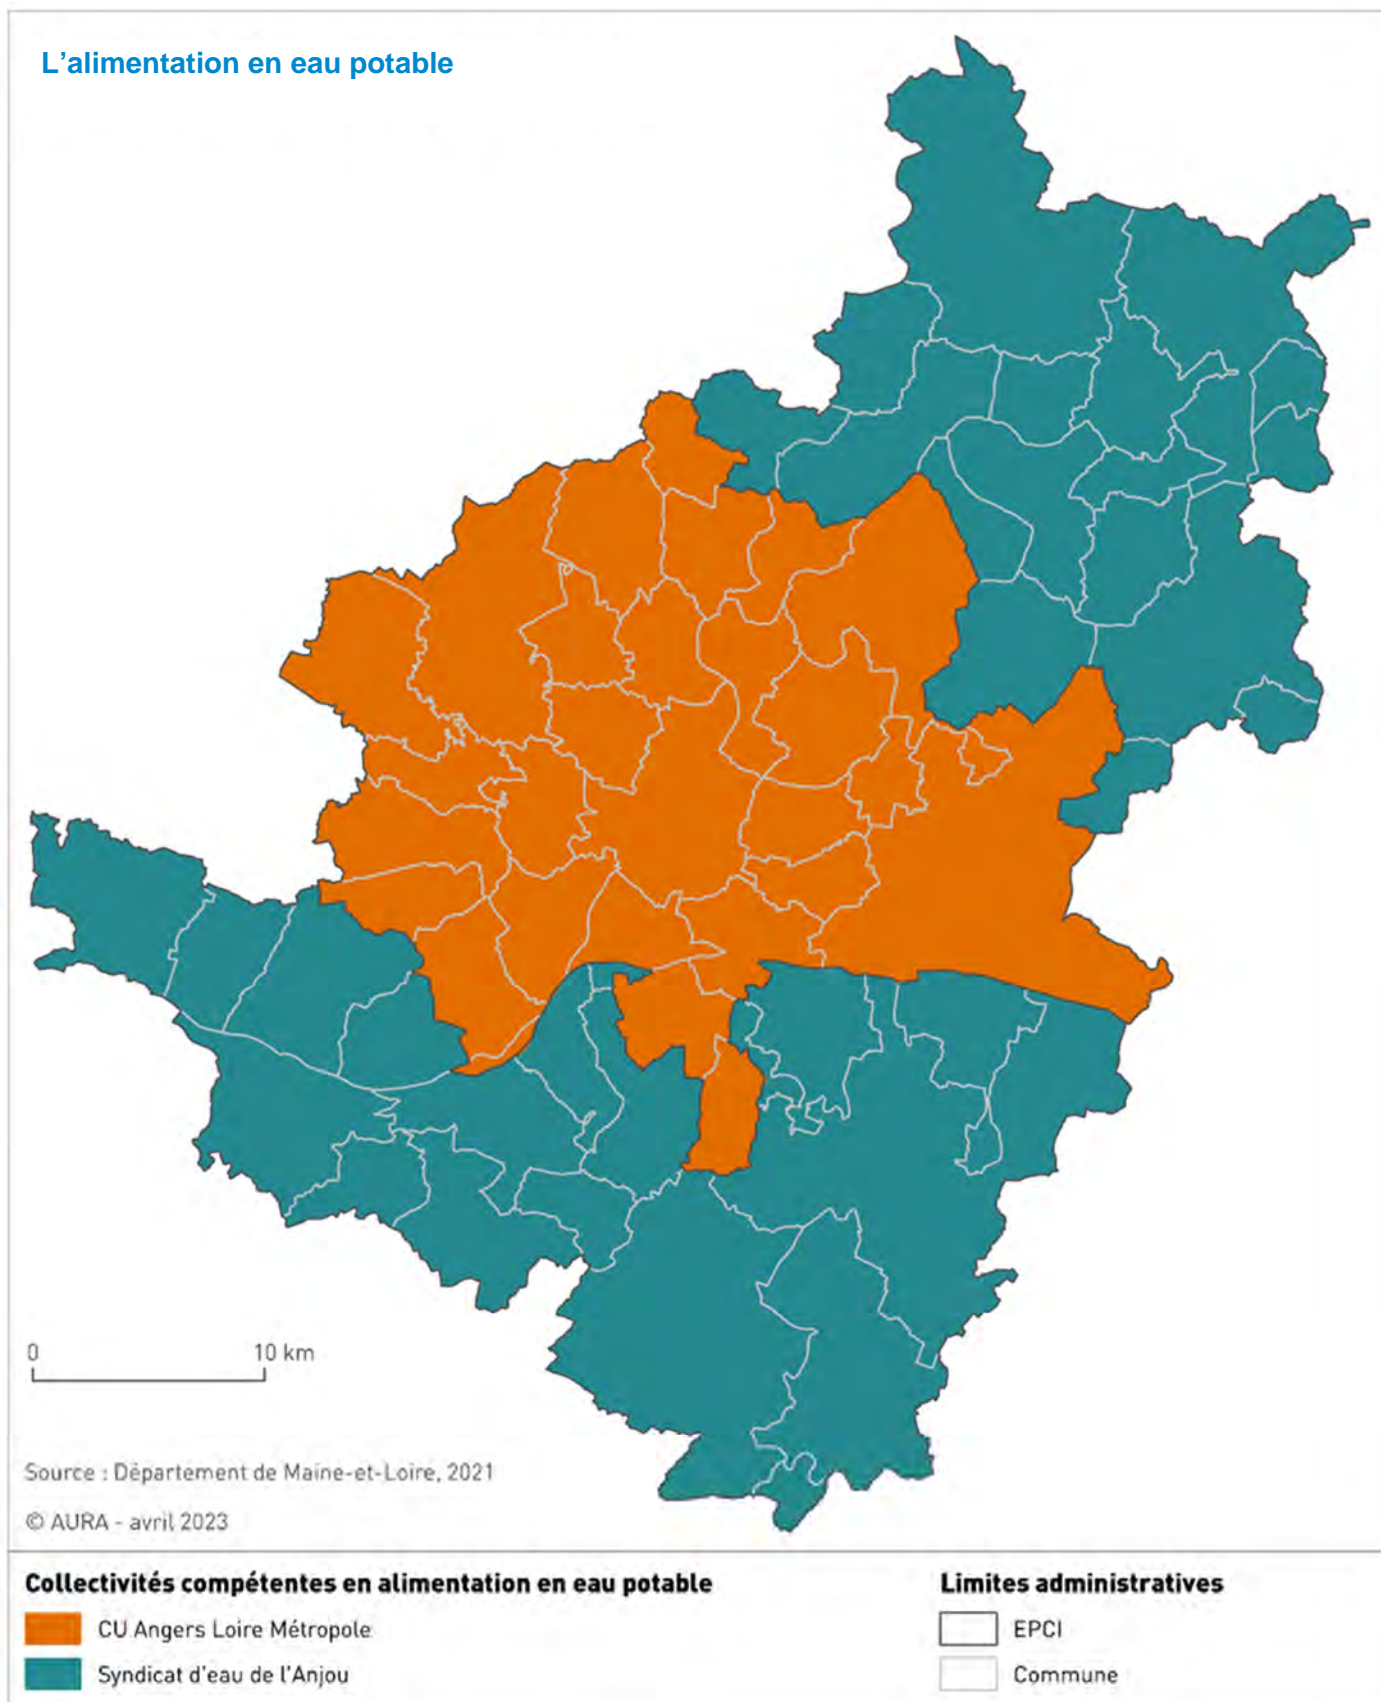 L’alimentation en eau potable
0 10 km
Source : Département de Maine-et-Loire, 2021
© AURA - avril 2023
Collectivités compétentes en alimentation en eau potable
CU Angers Loire Métropole
Syndicat d'eau de l'Anjou
Limites administratives
EPCI
Commune